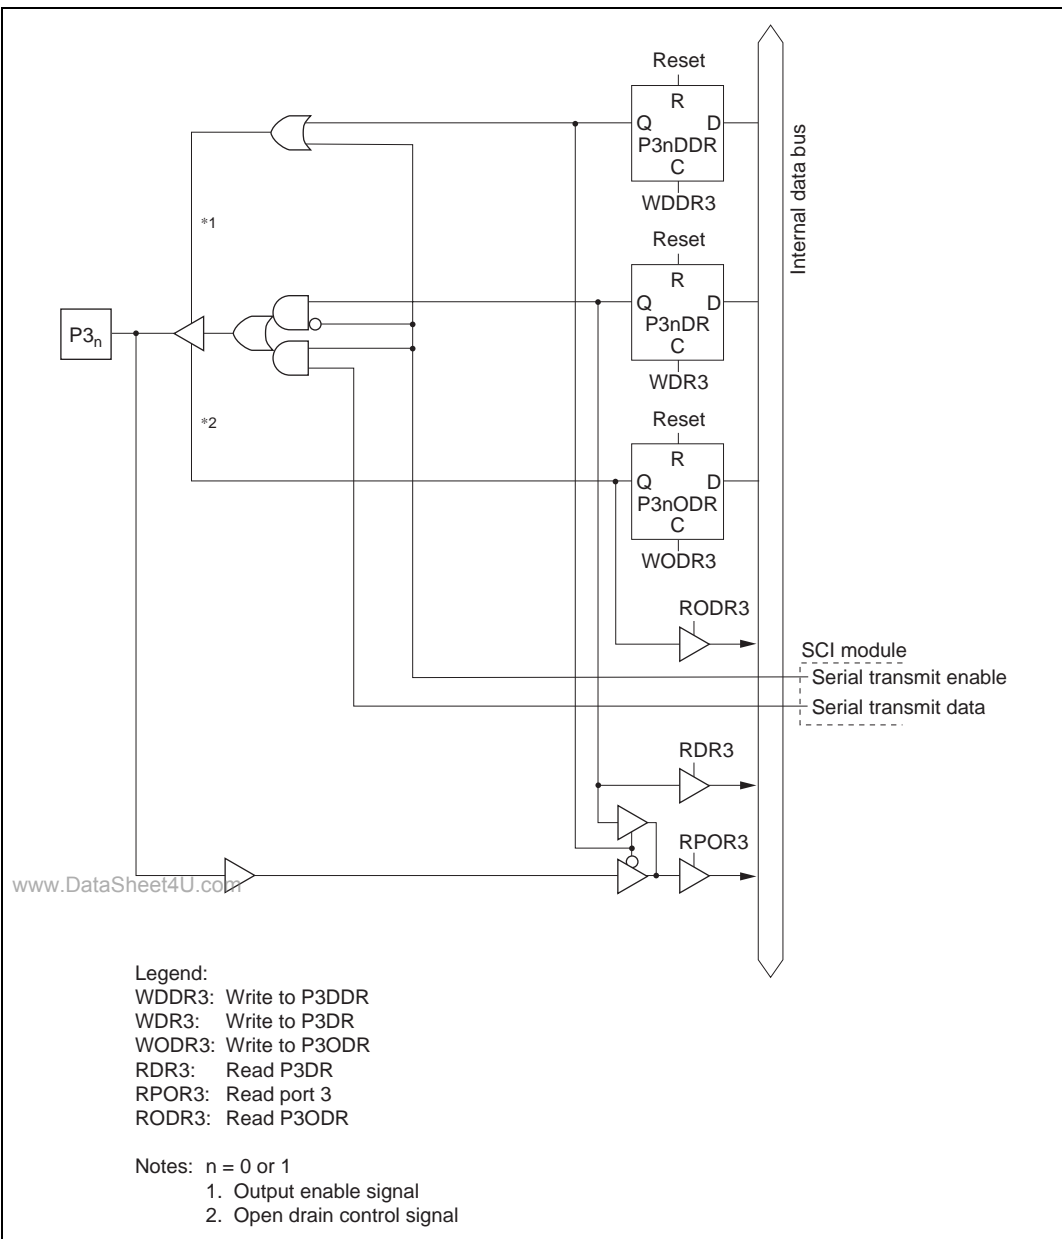 Reset
R
Q D
P3nDDR
C
WDDR3
Internal data bus
*1
Reset
R
Q D
P3nDR
C
WDR3
P3n
*2
Reset
R
Q D
P3nODR
C
WODR3
RODR3
SCI module
Serial transmit enable
Serial transmit data
RDR3
RPOR3
www.DataSheet4U.com
Legend:
WDDR3: Write to P3DDR
WDR3: Write to P3DR
WODR3: Write to P3ODR
RDR3: Read P3DR
RPOR3: Read port 3
RODR3: Read P3ODR
Notes: n = 0 or 1
1. Output enable signal
2. Open drain control signal